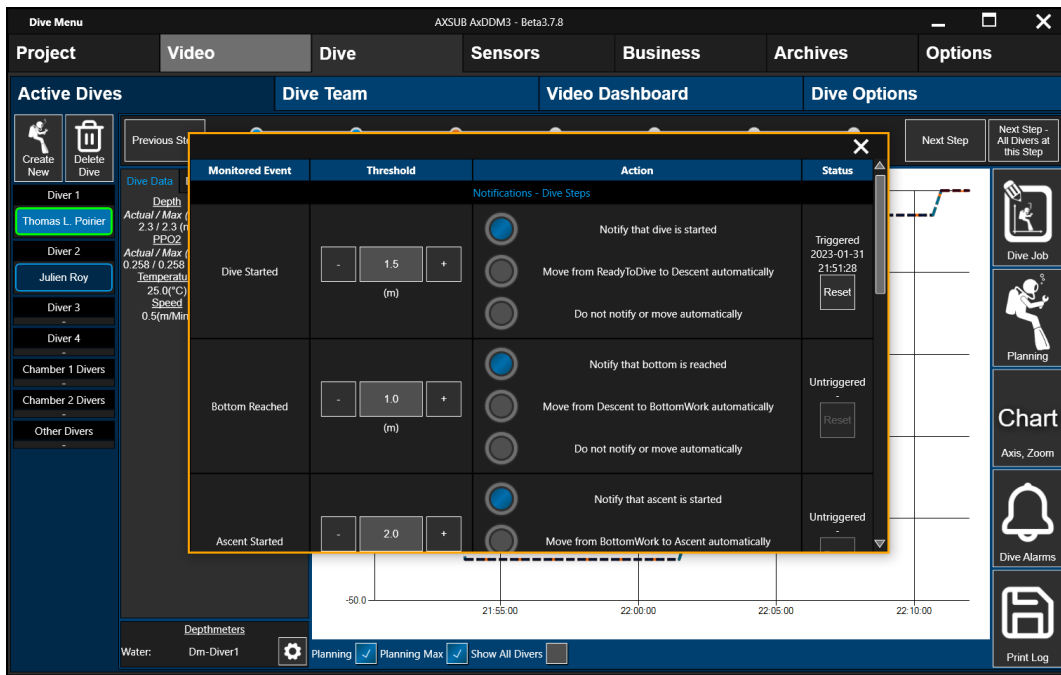 Dive Menu
AXSUB AxDDM3 - Beta3.7.8
Project
Video
Dive
Sensors
Business
Archives
Options
Active Dives
Dive Team
Video Dashboard
Dive Options
Create
New
Delete
Dive
Previous
Next Step
Next Step -
All Divers at
this Step
Diver 1
Thomas L. Poirier
Diver 2
Julien Roy
Diver 3
-
Diver 4
-
Chamber 1 Divers
-
Chamber 2 Divers
-
Other Divers
-
Dive Data
Depth
Actual / Max (
2.3 / 2.3 (
PPO2
Actual / Max (
0.258 / 0.258
Temperatu
25.0(°C)
Speed
0.5(m/Min
Monitored Event
Threshold
Action
Status
Notifications - Dive Steps
Dive Started
-
1.5
+
(m)
Notify that dive is started
Move from ReadyToDive to Descent automatically
Do not notify or move automatically
Triggered
2023-01-31
21:51:28
Reset
Bottom Reached
-
1.0
+
(m)
Notify that bottom is reached
Move from Descent to BottomWork automatically
Do not notify or move automatically
Untriggered
-
Reset
Ascent Started
-
2.0
+
Notify that ascent is started
Move from BottomWork to Ascent automatically
Untriggered
-
-50.0
21:55:00
22:00:00
22:05:00
22:10:00
Dive Job
Planning
Chart
Axis, Zoom
Dive Alarms
Print Log
Depthmeters
Water:
Dm-Diver1
Planning
Planning Max
Show All Divers